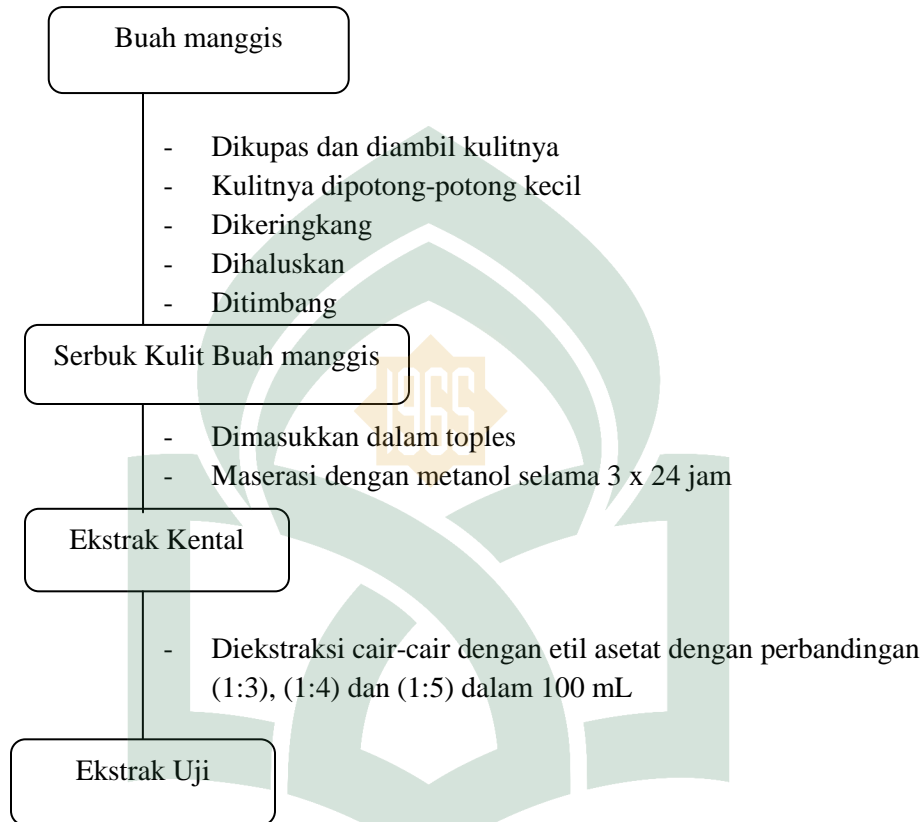 Buah manggis
- Dikupas dan diambil kulitnya
- Kulitnya dipotong-potong kecil
- Dikeringkang
- Dihaluskan
- Ditimbang
Serbuk Kulit Buah manggis
1965
- Dimasukkan dalam toples
- Maserasi dengan metanol selama 3 x 24 jam
Ekstrak Kental
- Diekstraksi cair-cair dengan etil asetat dengan perbandingan
(1:3), (1:4) dan (1:5) dalam 100 mL
Ekstrak Uji